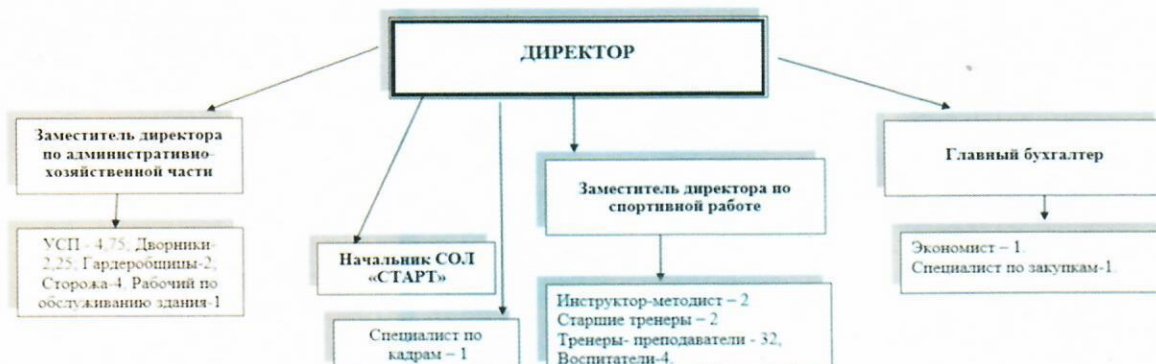 ДИРЕКТОР
Заместитель директора
по административно-
хозяйственной части
УСП - 4,75; Дворники-
2,25; Гардеробщицы-2;
Сторожа-4. Рабочий по
обслуживанию здания-1
Начальник СОЛ
«СТАРТ»
Специалист по
кадрам – 1
Заместитель директора по
спортивной работе
Инструктор-методист – 2
Старшие тренеры – 2
Тренеры- преподаватели - 32,
Воспитатели-4.
Главный бухгалтер
Экономист – 1.
Специалист по закупкам-1.